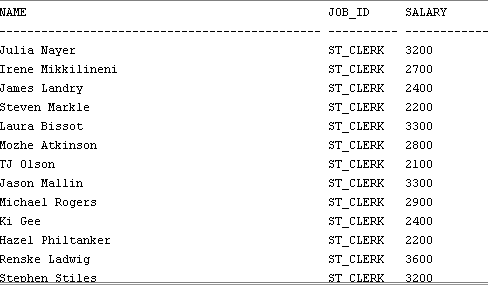 NAME JOB_ID SALARY
---------------------------------------------- ---------- ----------
Julia Nayer ST_CLERK 3200
Irene Mikkilineni ST_CLERK 2700
James Landry ST_CLERK 2400
Steven Markle ST_CLERK 2200
Laura Bissot ST_CLERK 3300
Mozhe Atkinson ST_CLERK 2800
TJ Olson ST_CLERK 2100
Jason Mallin ST_CLERK 3300
Michael Rogers ST_CLERK 2900
Ki Gee ST_CLERK 2400
Hazel Philtanker ST_CLERK 2200
Renske Ladwig ST_CLERK 3600
Stephen Stiles ST_CLERK 3200